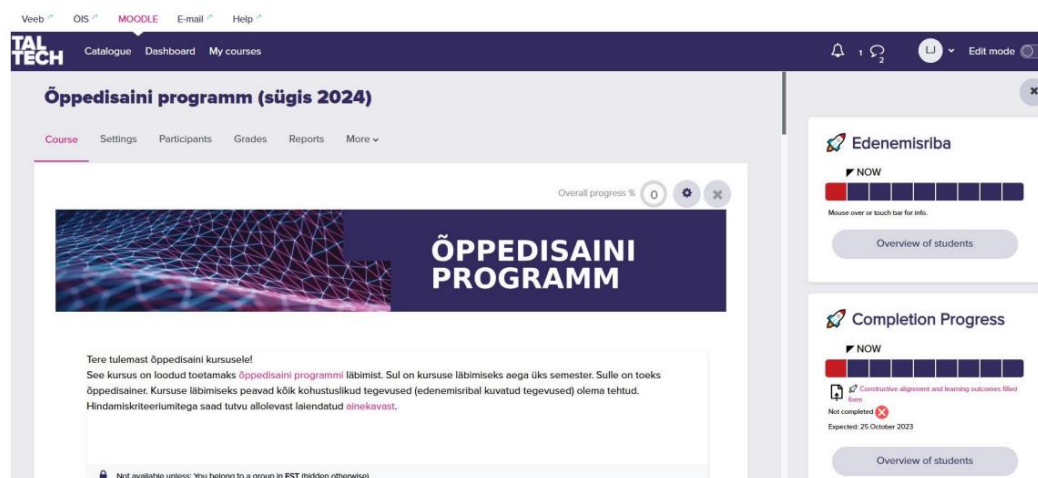 Veeb ÕIS MOODLE E-mail Help
TAL TECH
Catalogue Dashboard My courses
1 2 LJ Edit mode
Õppedisaini programm (sügis 2024)
Course Settings Participants Grades Reports More
Overall progress % 0
ÕPPEDISAINI
PROGRAMM
Tere tulemast õppedisaini kursusele!
See kursus on loodud toetamaks õppedisaini programmi läbimist. Sul on kursuse läbimiseks aega üks semester. Sulle on toeks
õppedisainer. Kursuse läbimiseks peavad kõik kohustuslikud tegevused (edenemisribal kuvatud tegevused) olema tehtud.
Hindamiskriteeriumitega saad tutvu allolevast laiendatud ainekavast.
Not available unless: You belong to a group in EST (hidden otherwise)
Edenemisriba
NOW
Mouse over or touch bar for info.
Overview of students
Completion Progress
NOW
Constructive alignment and learning outcomes filled
form
Not completed
Expected: 25 October 2023
Overview of students